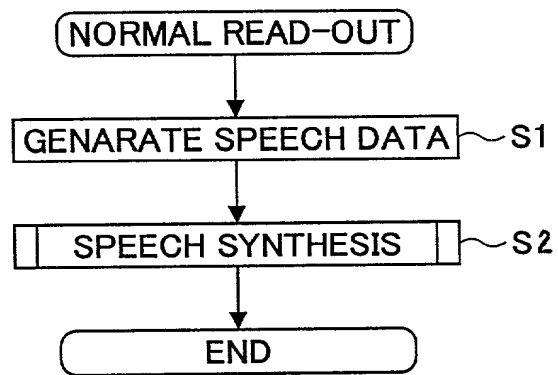 NORMAL READ-OUT
GENARATE SPEECH DATA S1
SPEECH SYNTHESIS S2
END